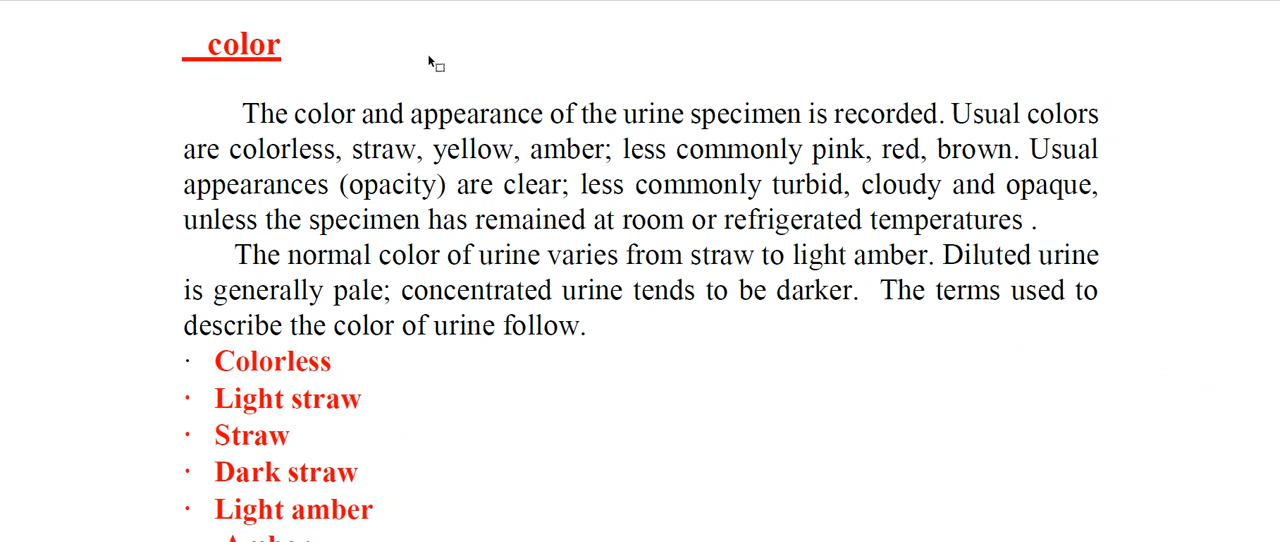 color
The color and appearance of the urine specimen is recorded. Usual colors
are colorless, straw, yellow, amber; less commonly pink, red, brown. Usual
appearances (opacity) are clear; less commonly turbid, cloudy and opaque,
unless the specimen has remained at room or refrigerated temperatures .
The normal color of urine varies from straw to light amber. Diluted urine
is generally pale; concentrated urine tends to be darker. The terms used to
describe the color of urine follow.
· Colorless
· Light straw
· Straw
· Dark straw
· Light amber